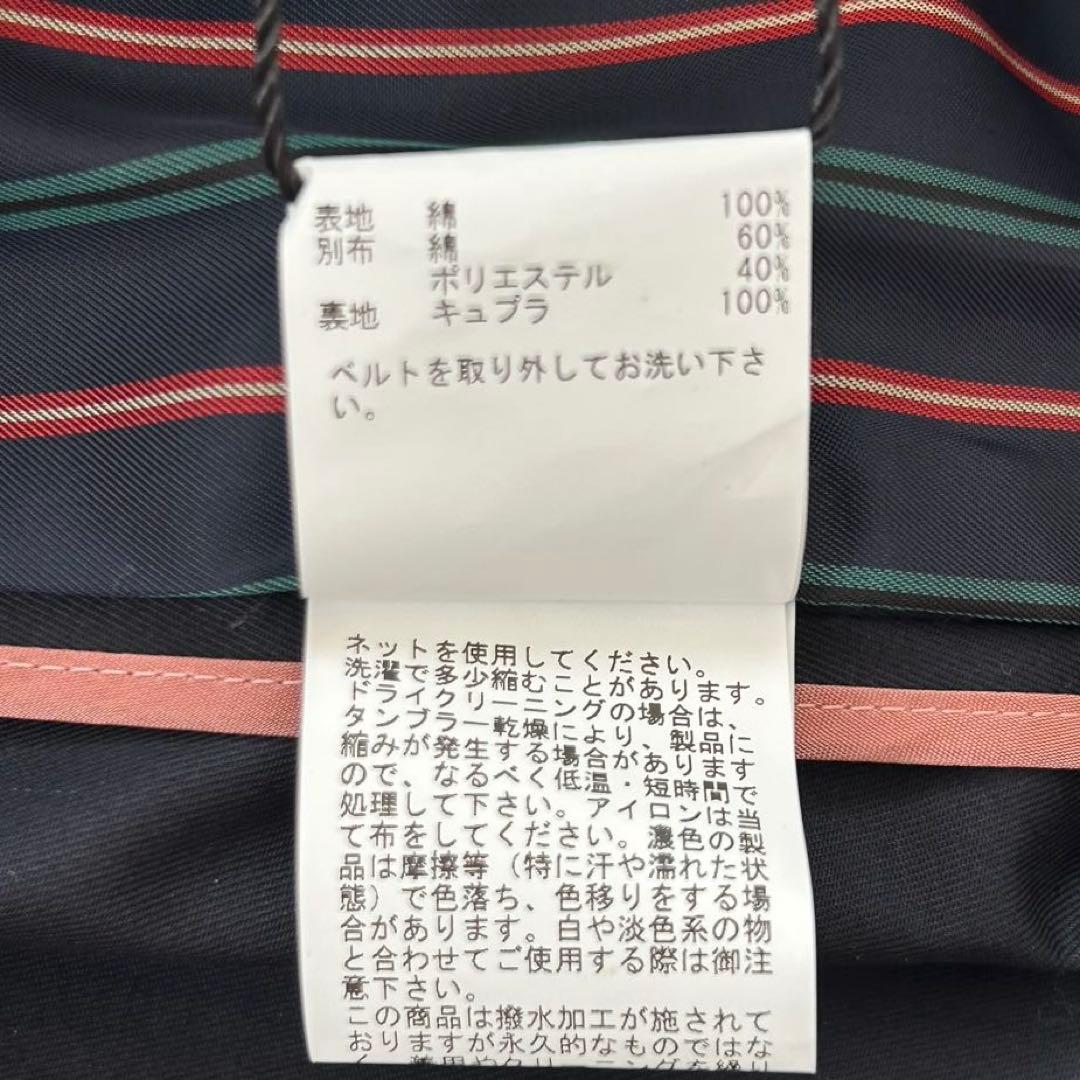 表地 綿 100%
別布 綿 60%
ポリエステル 40%
裏地 キュプラ 100%
ベルトを取り外してお洗い下さ
い。
ネットを使用してください。
洗濯で多少縮むことがあります。
ドライクリーニングの場合は、
タンブラー乾燥により、製品に
縮みが発生する場合があります
ので、なるべく低温・短時間で
処理して下さい。アイロンは当
て布をしてください。濃色の製
品は摩擦等（特に汗や濡れた状
態）で色落ち、色移りをする場
合があります。白や淡色系の物
と合わせてご使用する際は御注
意下さい。
この商品は撥水加工が施されて
おりますが永久的なものではな